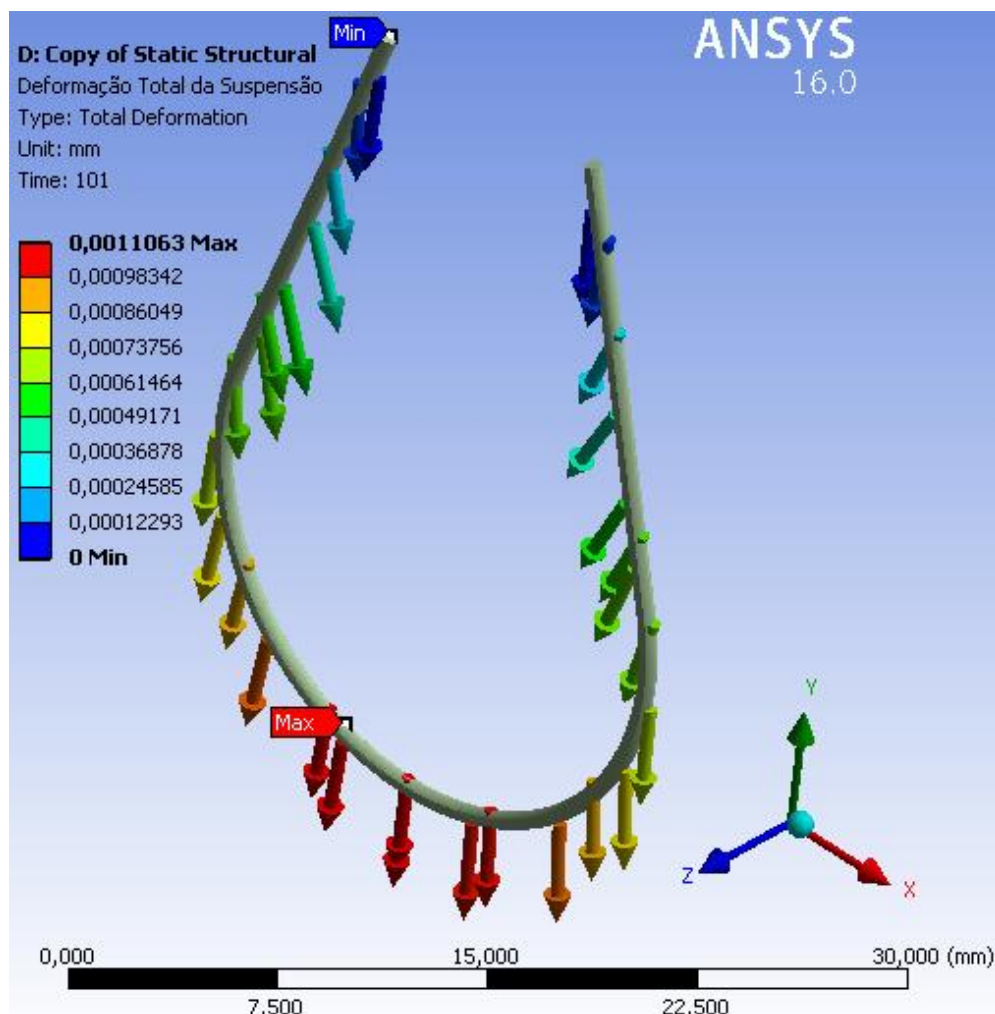 Min
ANSYS
16.0
D: Copy of Static Structural
Deformação Total da Suspensão
Type: Total Deformation
Unit: mm
Time: 101
0,0011063 Max
0,00098342
0,00086049
0,00073756
0,00061464
0,00049171
0,00036878
0,00024585
0,00012293
0 Min
Max
Y
Z
X
0,000 15,000 30,000 (mm)
7,500 22,500